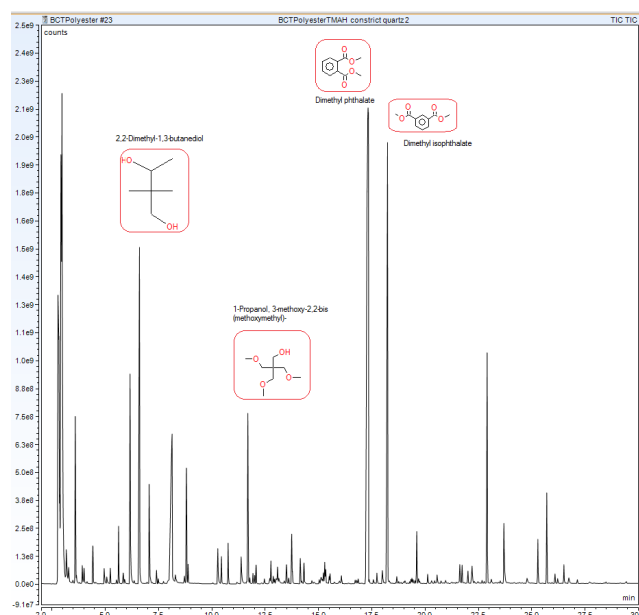 BCTPolyester #23 BCTPolyesterTMAH constrict quartz2 TIC TIC
counts
2.5e9
2.3e9
2.1e9
2.0e9
1.9e9
1.8e9
1.6e9
1.5e9
1.4e9
1.3e9
1.1e9
1.0e9
8.8e8
7.5e8
6.3e8
5.0e8
3.8e8
2.5e8
1.3e8
0.0e0
-9.1e7
O
O
O
O
Dimethyl phthalate
O
O
O
O
Dimethyl isophthalate
2,2-Dimethyl-1,3-butanediol
HO
OH
1-Propanol, 3-methoxy-2,2-bis
(methoxymethyl)-
OH
O
O
O
min